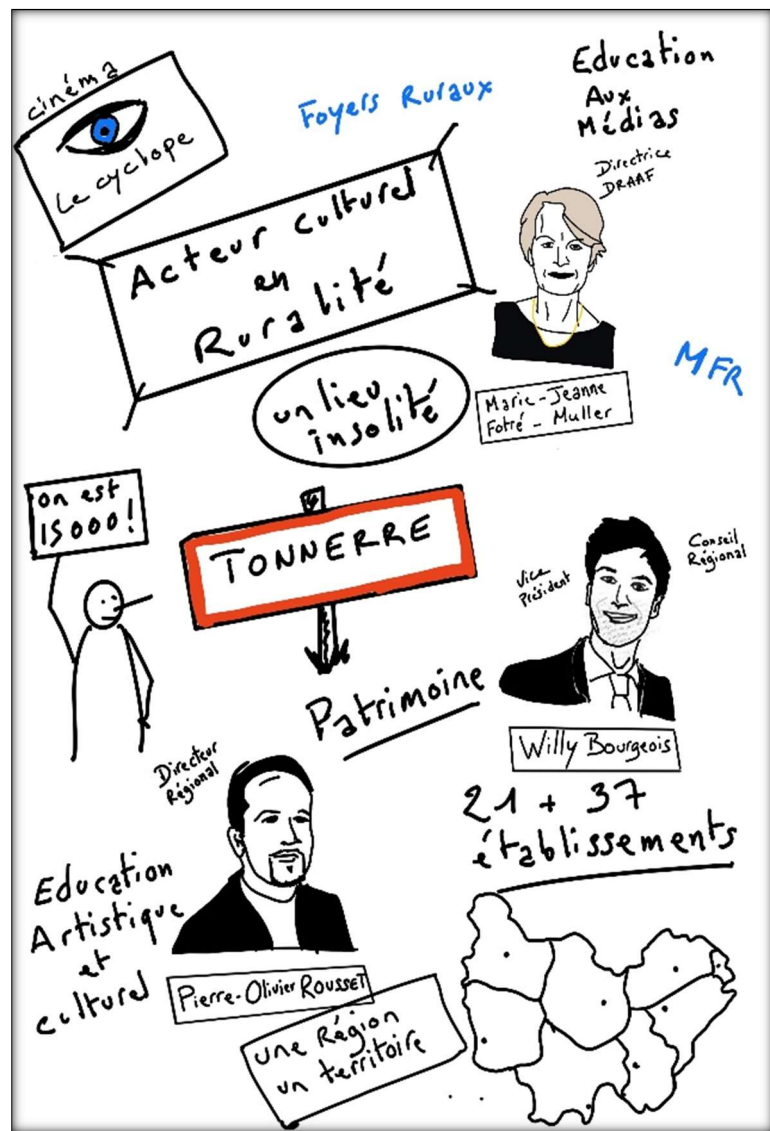 cinéma
Le cyclope
Foyers Ruraux
Education
Aux
Médias
Directrice
DRAAF
Acteur culturel
en
Ruralité
un lieu
insolité
Marie-Jeanne
Fotré-Muller
MFR
on est
15000!
TONNERRE
Vice
Président
Conseil
Régional
Patrimoine
Willy Bourgeois
Directeur
Régional
21 + 37
établissements
Education
Artistique
et
culturel
Pierre-Olivier ROUSSET
une Région
un territoire